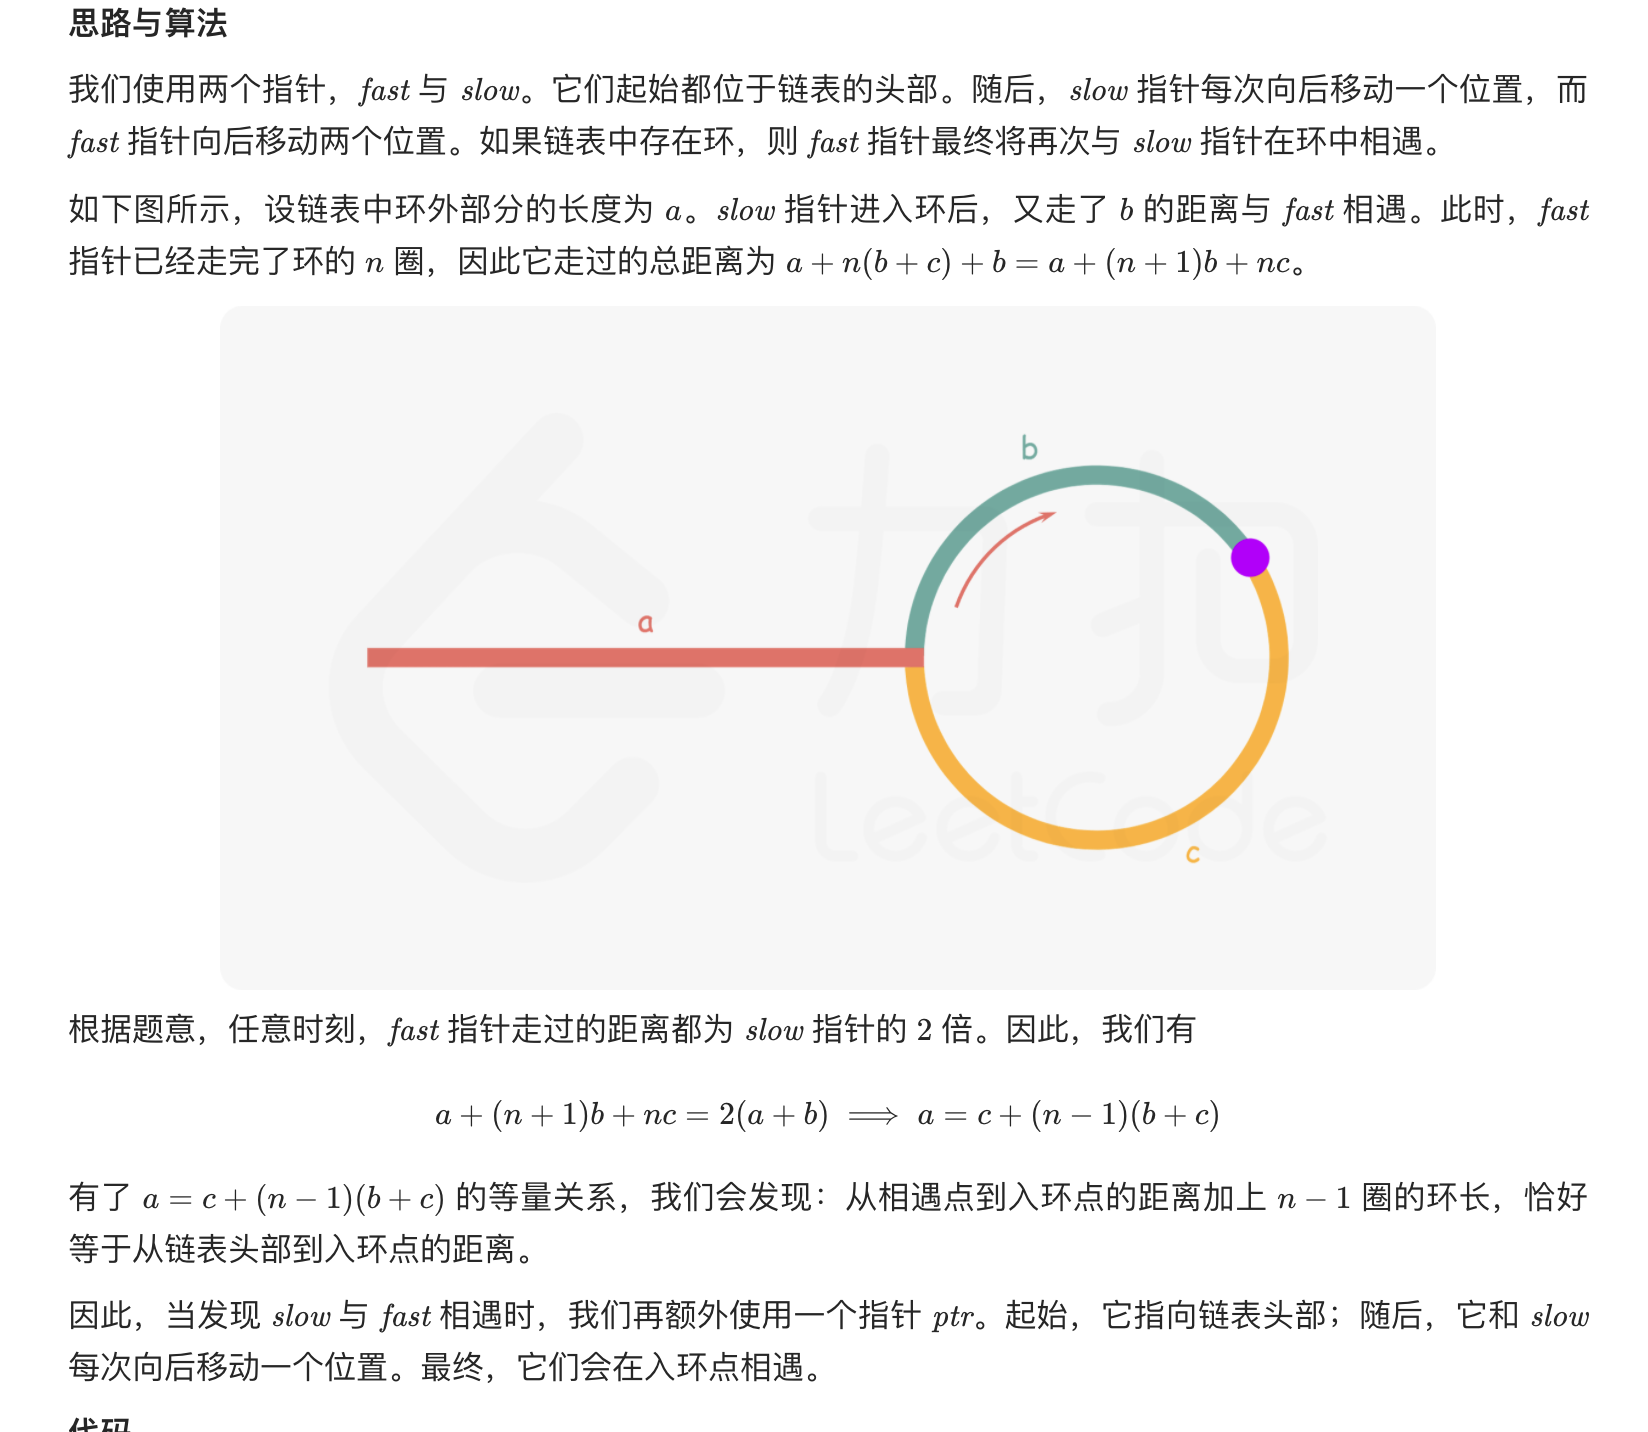 思路与算法
我们使用两个指针，fast 与 slow。它们起始都位于链表的头部。随后，slow 指针每次向后移动一个位置，而
fast 指针向后移动两个位置。如果链表中存在环，则 fast 指针最终将再次与 slow 指针在环中相遇。
如下图所示，设链表中环外部分的长度为 a。slow 指针进入环后，又走了 b 的距离与 fast 相遇。此时，fast
指针已经走完了环的 n 圈，因此它走过的总距离为 a + n(b + c) + b = a + (n + 1)b + nc。
b
a
力扣
LeetCode
c
根据题意，任意时刻，fast 指针走过的距离都为 slow 指针的 2 倍。因此，我们有
a + (n + 1)b + nc = 2(a + b) ⟹ a = c + (n − 1)(b + c)
有了 a = c + (n − 1)(b + c) 的等量关系，我们会发现：从相遇点到入环点的距离加上 n − 1 圈的环长，恰好
等于从链表头部到入环点的距离。
因此，当发现 slow 与 fast 相遇时，我们再额外使用一个指针 ptr。起始，它指向链表头部；随后，它和 slow
每次向后移动一个位置。最终，它们会在入环点相遇。
代码